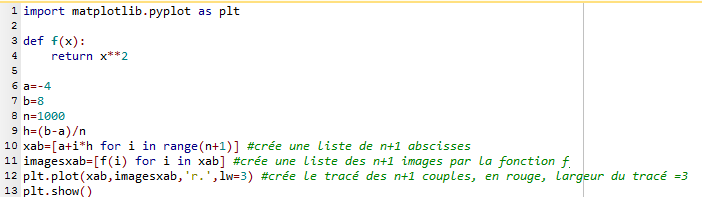 1 import matplotlib.pyplot as plt
2
3 def f(x):
4     return x**2
5
6 a=-4
7 b=8
8 n=1000
9 h=(b-a)/n
10 xab=[a+i*h for i in range(n+1)] #crée une liste de n+1 abscisses
11 imagesxab=[f(i) for i in xab] #crée une liste des n+1 images par la fonction f
12 plt.plot(xab,imagesxab,'r.',lw=3) #crée le tracé des n+1 couples, en rouge, largeur du tracé =3
13 plt.show()